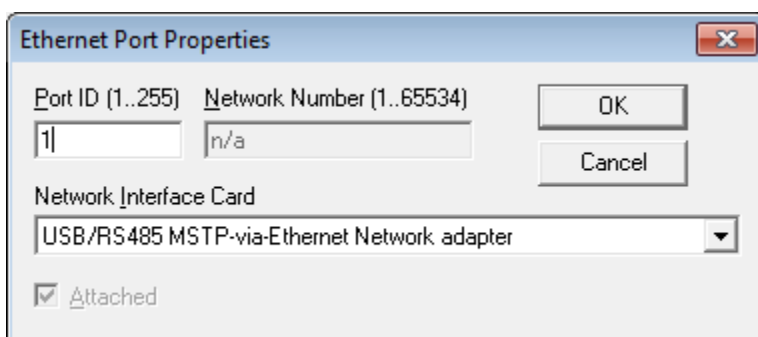 Ethernet Port Properties
Port ID (1..255) Network Number (1..65534)
OK
1 n/a
Cancel
Network Interface Card
USB/RS485 MSTP-via-Ethernet Network adapter
Attached